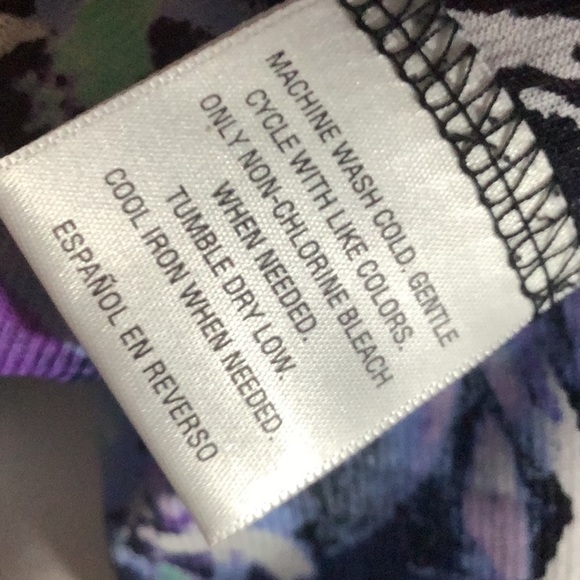 MACHINE WASH COLD. GENTLE
CYCLE WITH LIKE COLORS.
ONLY NON-CHLORINE BLEACH
WHEN NEEDED.
TUMBLE DRY LOW.
COOL IRON WHEN NEEDED.
ESPAÑOL EN REVERSO